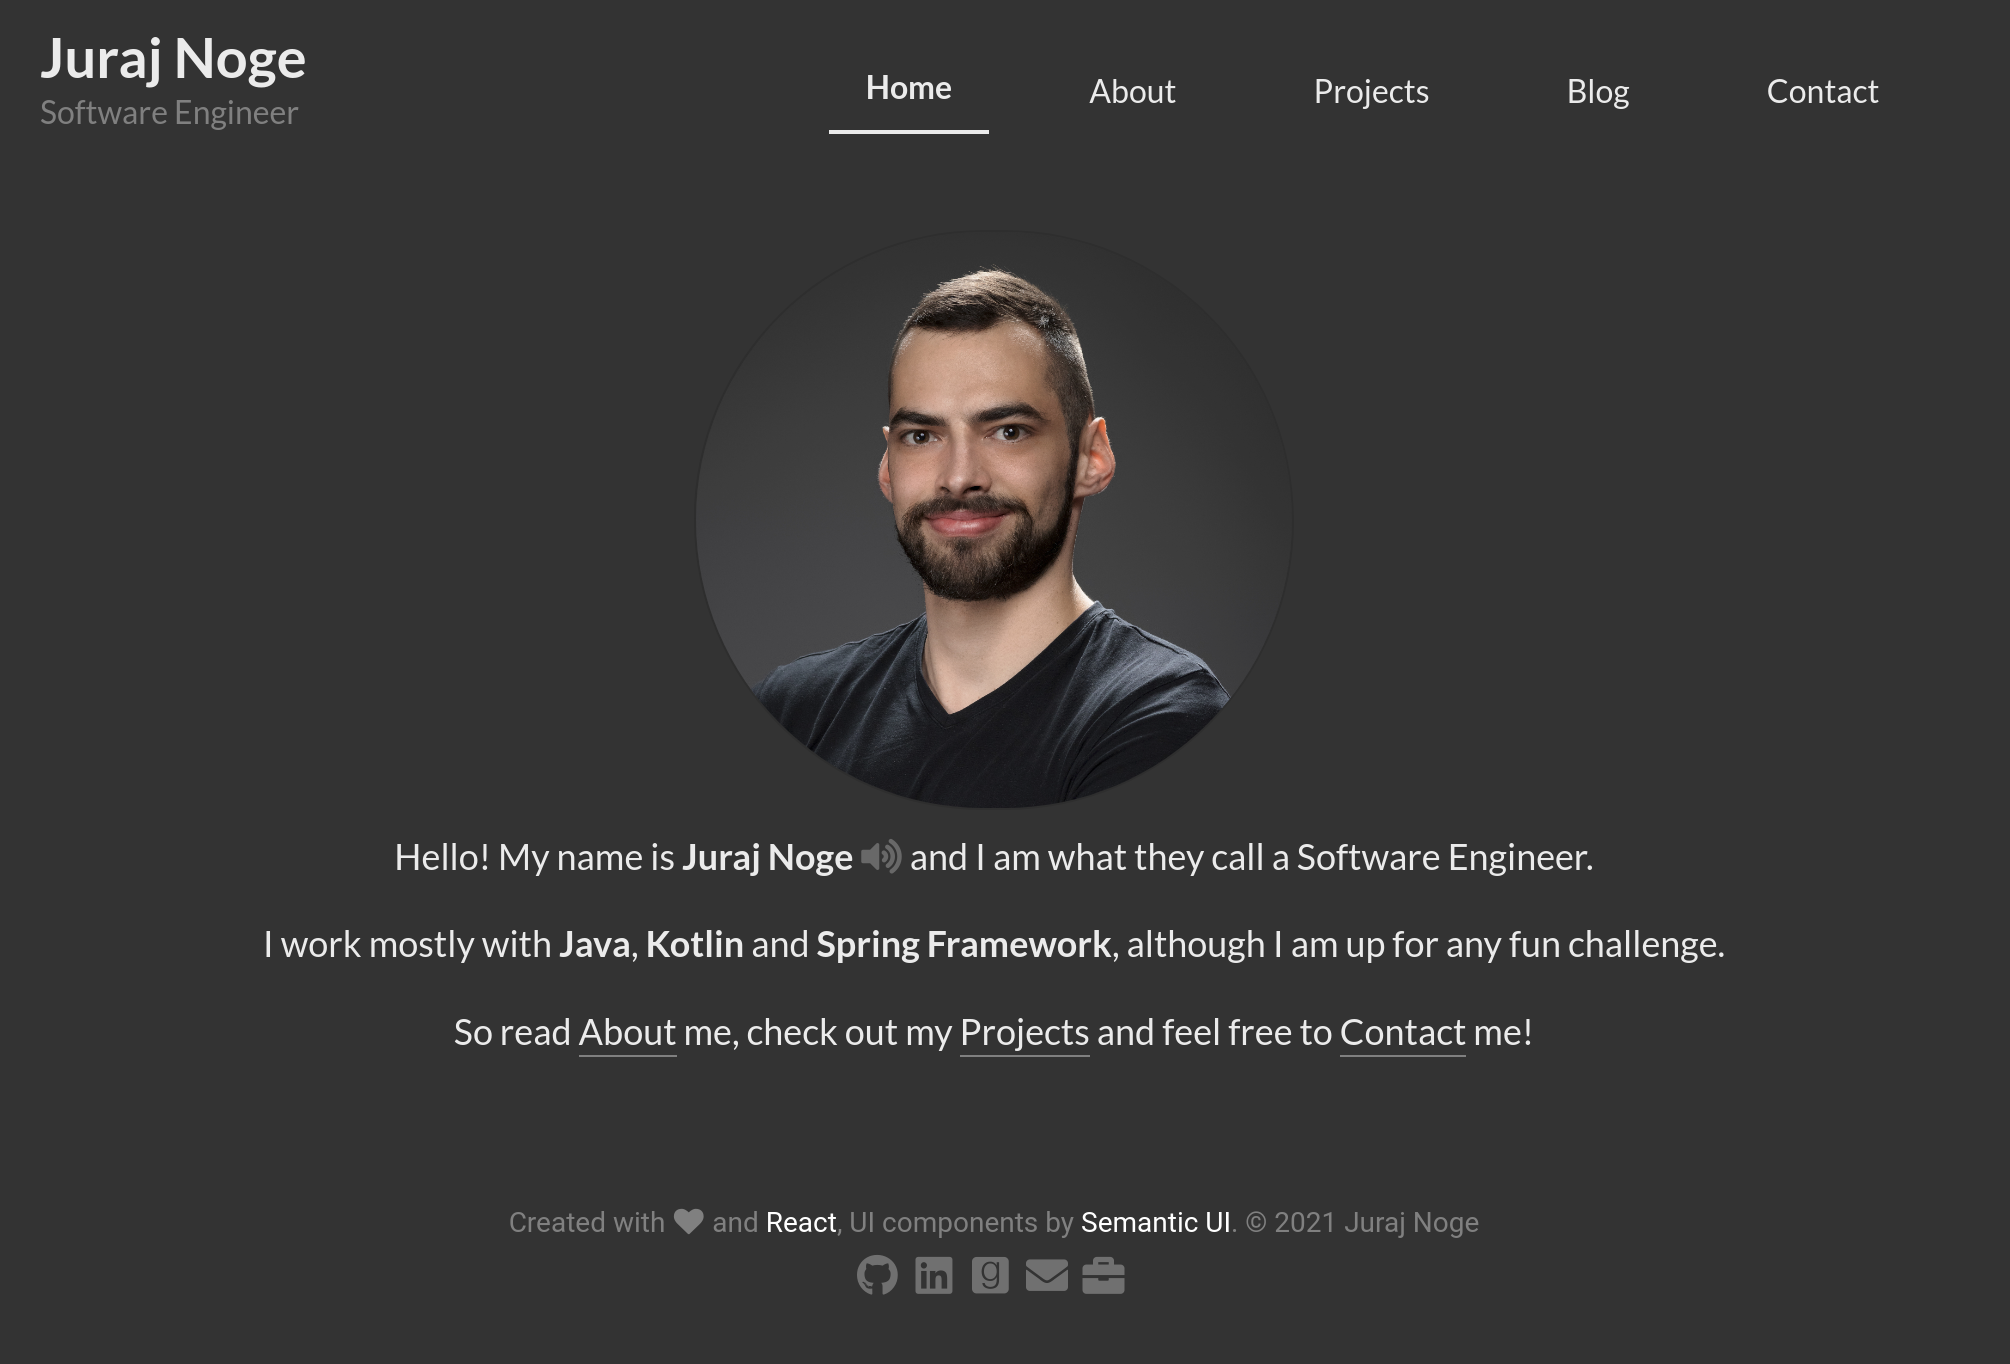 Juraj Noge
Software Engineer
Home About Projects Blog Contact
Hello! My name is Juraj Noge and I am what they call a Software Engineer.
I work mostly with Java, Kotlin and Spring Framework, although I am up for any fun challenge.
So read About me, check out my Projects and feel free to Contact me!
Created with and React, UI components by Semantic UI. © 2021 Juraj Noge